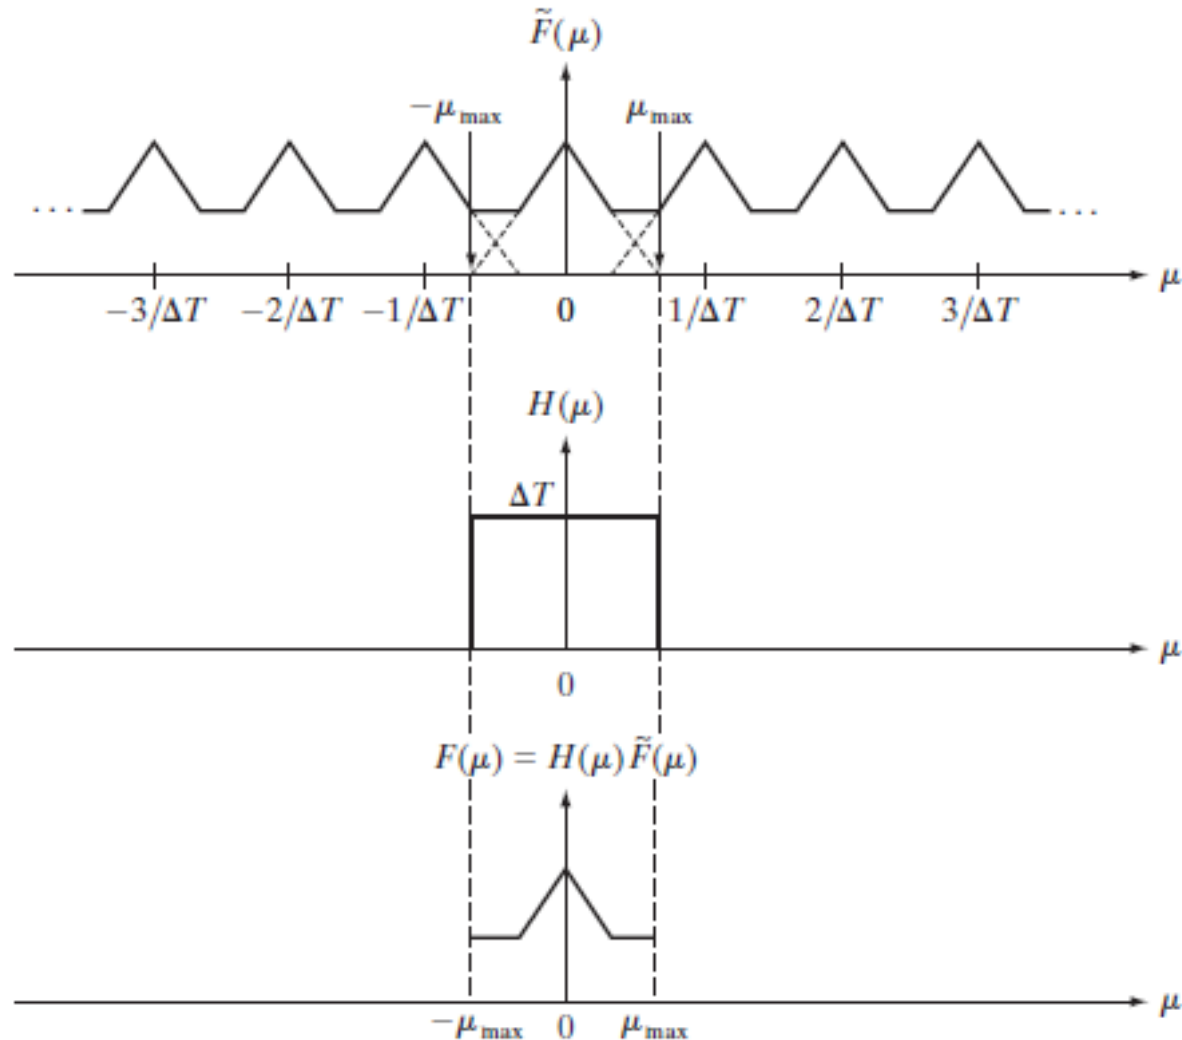 F̃(μ)
−μmax μmax
... ...
−3/ΔT −2/ΔT −1/ΔT 0 1/ΔT 2/ΔT 3/ΔT μ
H(μ)
ΔT
μ
0
F(μ) = H(μ)F̃(μ)
μ
−μmax 0 μmax